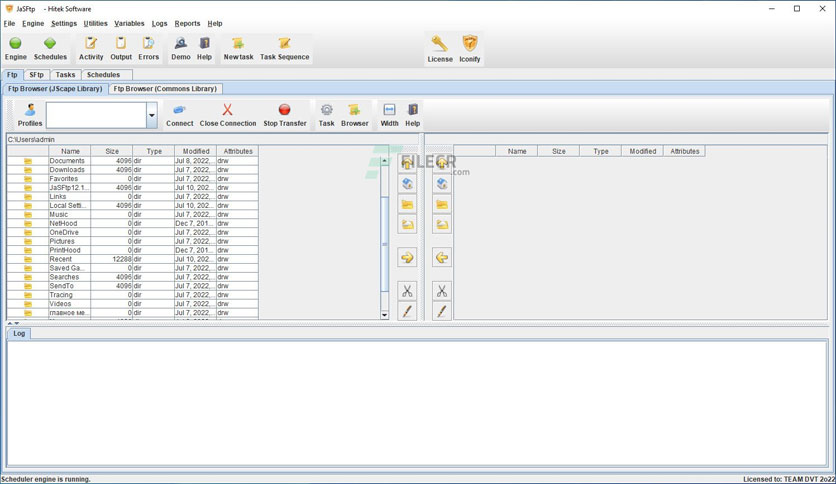 JaSFtp - Hitek Software
File Engine Settings Utilities Variables Logs Reports Help
Engine Schedules Activity Output Errors Demo Help New task Task Sequence License Iconify
Ftp SFtp Tasks Schedules
Ftp Browser (JScape Library) Ftp Browser (Commons Library)
Profiles Connect Close Connection Stop Transfer Task Browser Width Help
C:\Users\admin
Name Size Type Modified Attributes Name Size Type Modified Attributes
Documents 4096 dir Jul 8, 2022,... drw
Downloads 4096 dir Jul 7, 2022,... drw
Favorites 0 dir Jul 7, 2022,... drw
JaSFtp12.1... 4096 dir Jul 10, 202... drw
Links 0 dir Jul 7, 2022,... drw
Local Setti... 4096 dir Jul 10, 202... drw
Music 0 dir Jul 7, 2022,... drw
NetHood 0 dir Dec 7, 201... drw
OneDrive 0 dir Jul 7, 2022,... drw
Pictures 0 dir Jul 7, 2022,... drw
PrintHood 0 dir Dec 7, 201... drw
Recent 12288 dir Jul 10, 202... drw
Saved Ga... 0 dir Jul 7, 2022,... drw
Searches 4096 dir Jul 7, 2022,... drw
SendTo 4096 dir Jul 7, 2022,... drw
Tracing 0 dir Jul 7, 2022,... drw
Videos 0 dir Jul 7, 2022,... drw
главное ме... 0 dir Jul 7, 2022,... drw
FILECR
.com
Log
Scheduler engine is running. Licensed to: TEAM DVT 2o22